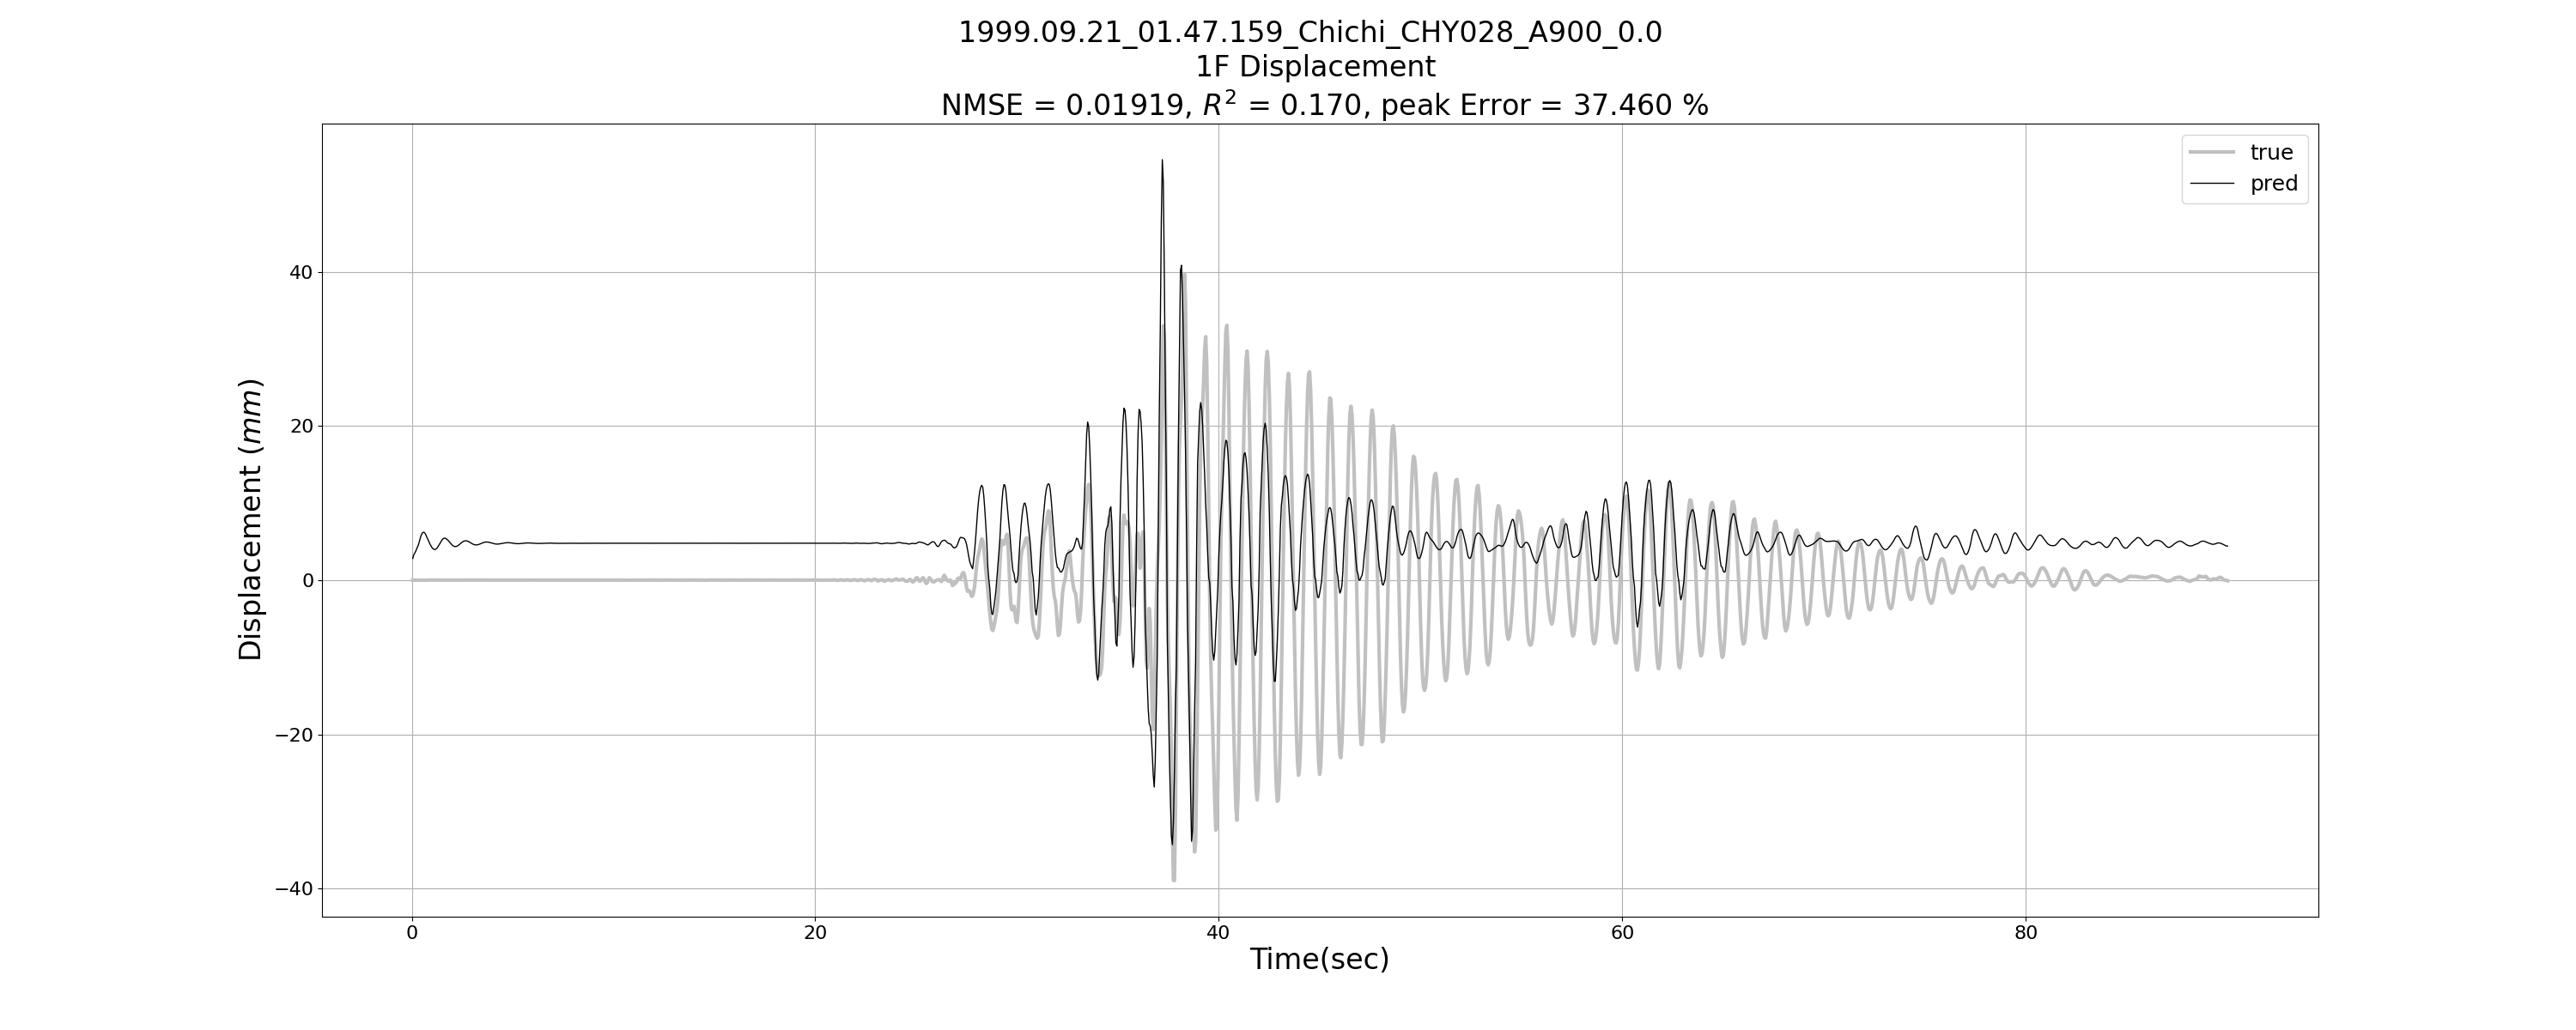 1999.09.21_01.47.159_Chichi_CHY028_A900_0.0
1F Displacement
NMSE = 0.01919, R² = 0.170, peak Error = 37.460 %
true
pred
40
20
0
−20
−40
Displacement (mm)
0 20 40 60 80
Time(sec)